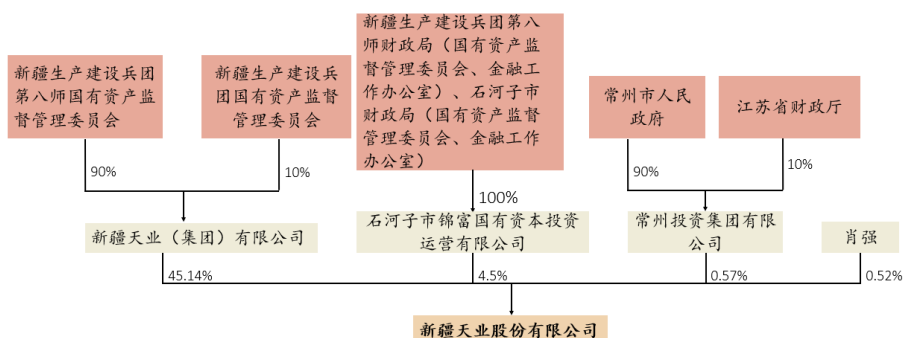 新疆生产建设兵团
第八师国有资产监
督管理委员会
新疆生产建设兵
团国有资产监督
管理委员会
新疆生产建设兵团第八
师财政局（国有资产监
督管理委员会、金融工
作办公室）、石河子市
财政局（国有资产监督
管理委员会、金融工作
办公室）
常州市人民
政府
江苏省财政厅
90%
10%
100%
90%
10%
新疆天业（集团）有限公司
石河子市锦富国有资本投资
运营有限公司
常州投资集团有限
公司
肖强
45.14%
4.5%
0.57%
0.52%
新疆天业股份有限公司